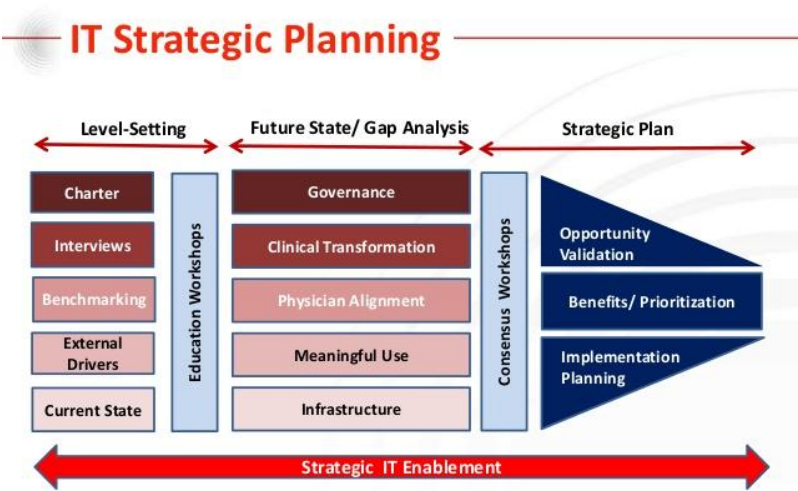 IT Strategic Planning
Level-Setting
Future State/ Gap Analysis
Strategic Plan
Charter
Interviews
Benchmarking
External
Drivers
Current State
Education Workshops
Governance
Clinical Transformation
Physician Alignment
Meaningful Use
Infrastructure
Consensus Workshops
Opportunity
Validation
Benefits/ Prioritization
Implementation
Planning
Strategic IT Enablement